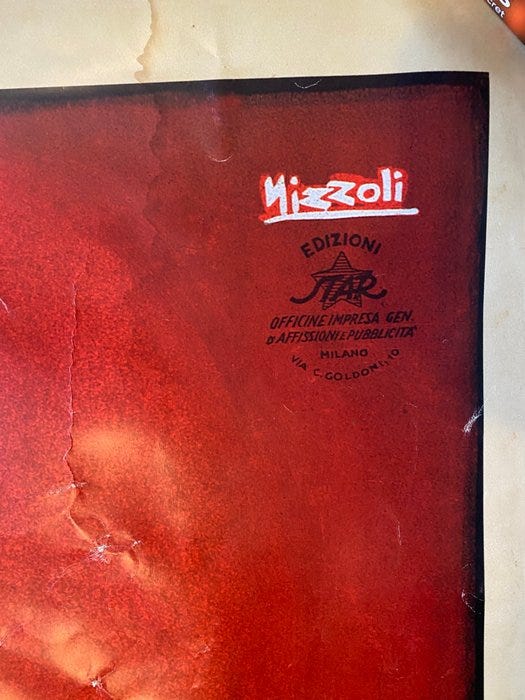 Nizzoli
EDIZIONI
STAR
OFFICINE IMPRESA GEN.
D'AFFISSIONI E PUBBLICITA'
MILANO
VIA C. GOLDONI, 10